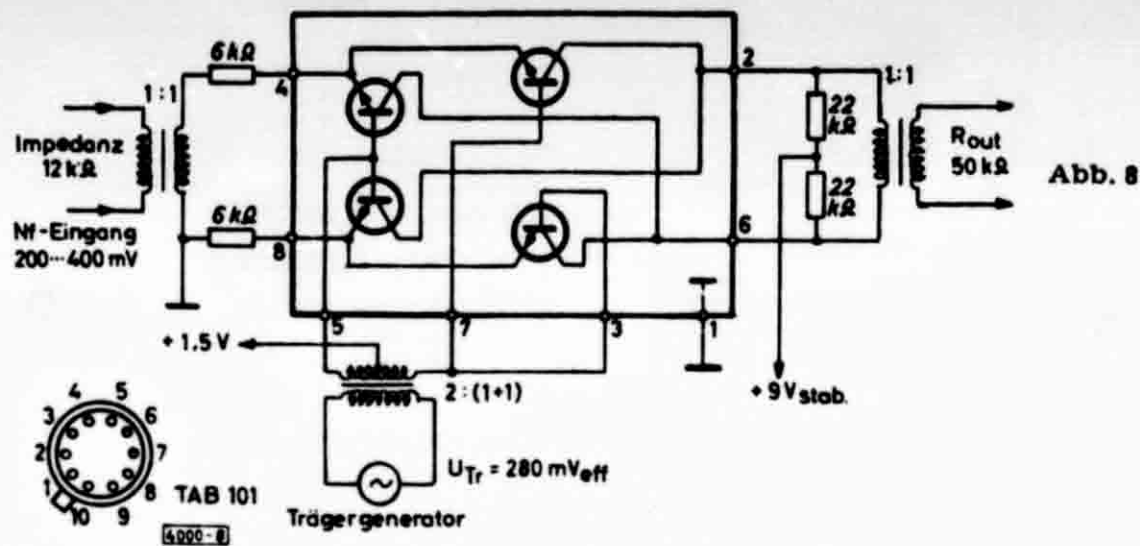 6 kΩ
4
1:1
Impedanz
12 kΩ
Nf-Eingang
200...400 mV
6 kΩ
8
2
1:1
22
kΩ
22
kΩ
Rout
50 kΩ
Abb. 8
6
5
7
3
1
+ 1.5 V
2:(1+1)
+ 9 Vstab.
UTr = 280 mVeff
Trägergenerator
4
5
3
6
2
7
1
8
10
9
TAB 101
4000-8